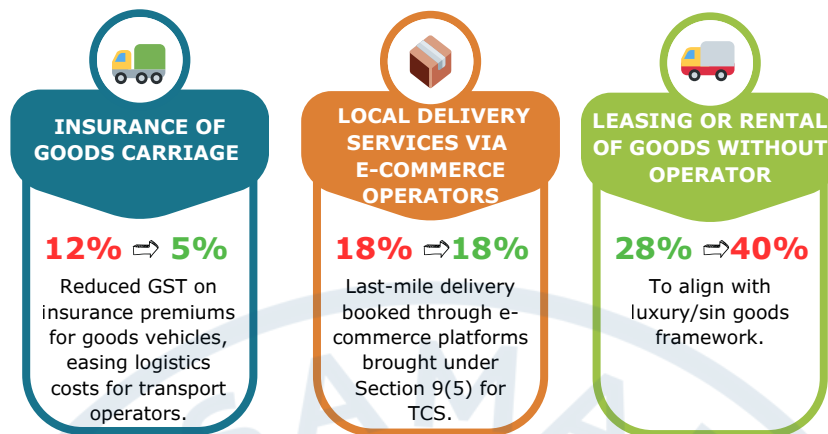 INSURANCE OF
GOODS CARRIAGE
12% ⇨ 5%
Reduced GST on
insurance premiums
for goods vehicles,
easing logistics
costs for transport
operators.
LOCAL DELIVERY
SERVICES VIA
E-COMMERCE
OPERATORS
18% ⇨18%
Last-mile delivery
booked through e-
commerce platforms
brought under
Section 9(5) for
TCS.
LEASING OR RENTAL
OF GOODS WITHOUT
OPERATOR
28% ⇨40%
To align with
luxury/sin goods
framework.